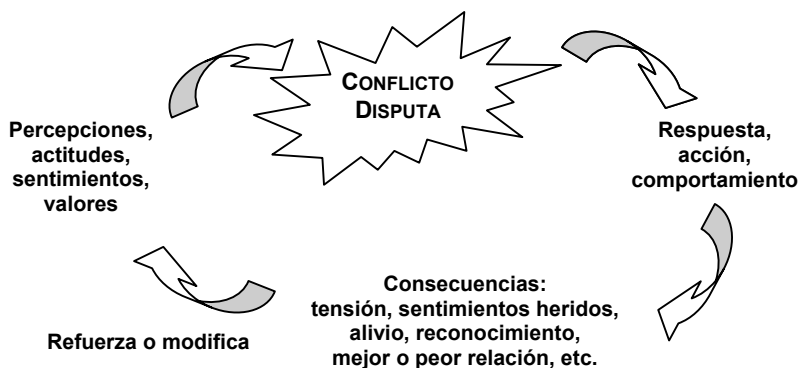 CONFLICTO
DISPUTA
Percepciones,
actitudes,
sentimientos,
valores
Respuesta,
acción,
comportamiento
Consecuencias:
tensión, sentimientos heridos,
alivio, reconocimiento,
mejor o peor relación, etc.
Refuerza o modifica